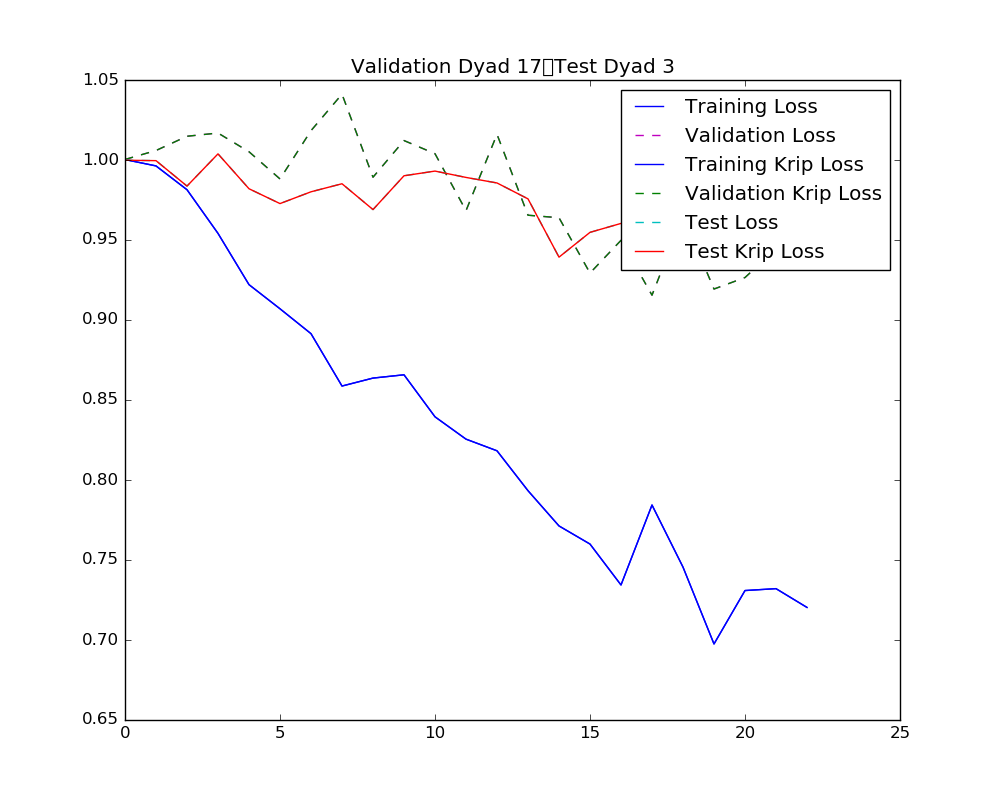 Validation Dyad 17▯Test Dyad 3
1.05
1.00
0.95
0.90
0.85
0.80
0.75
0.70
0.65
0
5
10
15
20
25
Training Loss
Validation Loss
Training Krip Loss
Validation Krip Loss
Test Loss
Test Krip Loss